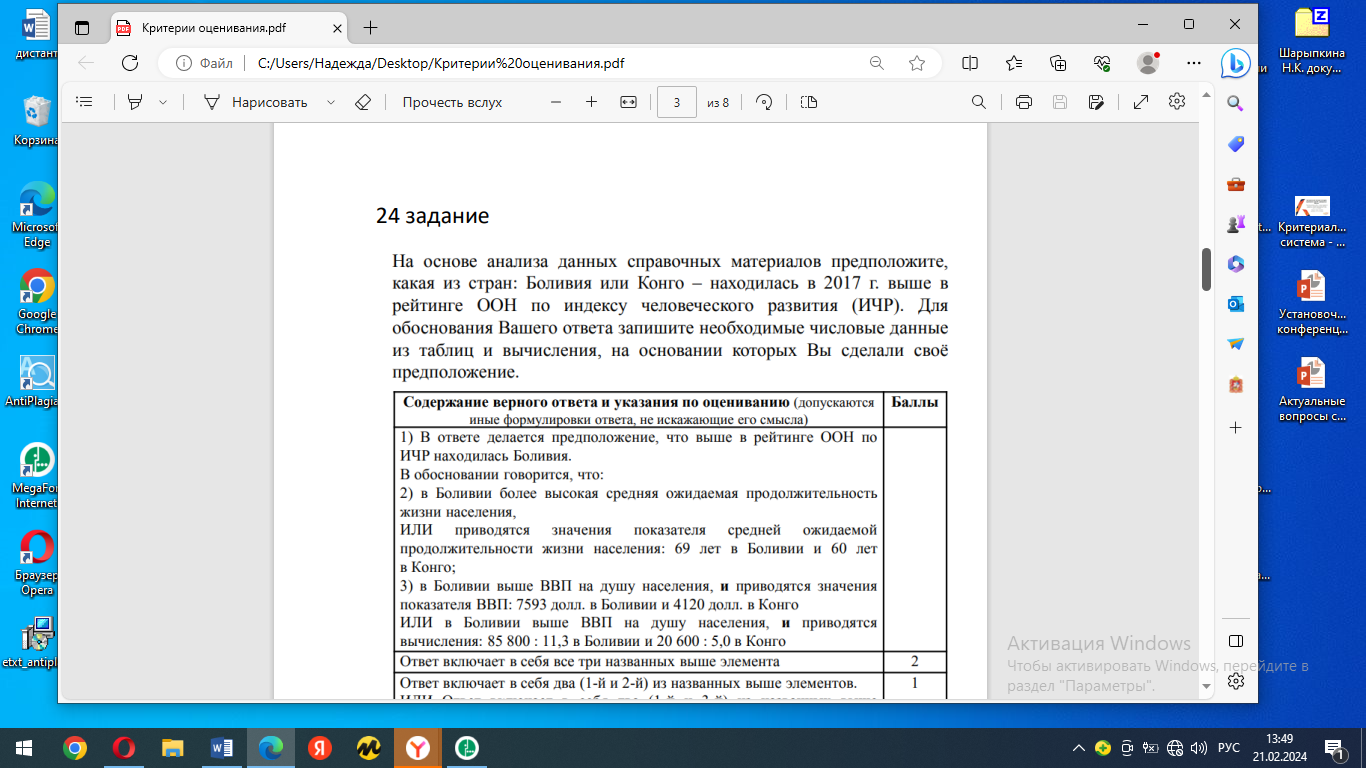 Критерии оценивания.pdf
Файл
C:/Users/Надежда/Desktop/Критерии%20оценивания.pdf
Нарисовать
Прочесть вслух
3
из 8
24 задание
На основе анализа данных справочных материалов предположите,
какая из стран: Боливия или Конго – находилась в 2017 г. выше в
рейтинге ООН по индексу человеческого развития (ИЧР). Для
обоснования Вашего ответа запишите необходимые числовые данные
из таблиц и вычисления, на основании которых Вы сделали своё
предположение.
Содержание верного ответа и указания по оцениванию (допускаются
иные формулировки ответа, не искажающие его смысла)
Баллы
1) В ответе делается предположение, что выше в рейтинге ООН по
ИЧР находилась Боливия.
В обосновании говорится, что:
2) в Боливии более высокая средняя ожидаемая продолжительность
жизни населения,
ИЛИ приводятся значения показателя средней ожидаемой
продолжительности жизни населения: 69 лет в Боливии и 60 лет
в Конго;
3) в Боливии выше ВВП на душу населения, и приводятся значения
показателя ВВП: 7593 долл. в Боливии и 4120 долл. в Конго
ИЛИ в Боливии выше ВВП на душу населения, и приводятся
вычисления: 85 800 : 11,3 в Боливии и 20 600 : 5,0 в Конго
Ответ включает в себя все три названных выше элемента
2
Ответ включает в себя два (1-й и 2-й) из названных выше элементов.
1
дистант
Корзина
Microsof
Edge
Google
Chrome
AntiPlagia
MegaFon
Internet
Браузер
Opera
etxt_antipl
Шарыпкина
Н.К. доку...
Критериал...
система - ...
Установоч...
конференц...
Актуальные
вопросы с...
Активация Windows
Чтобы активировать Windows, перейдите в
раздел "Параметры".
РУС
13:49
21.02.2024
1